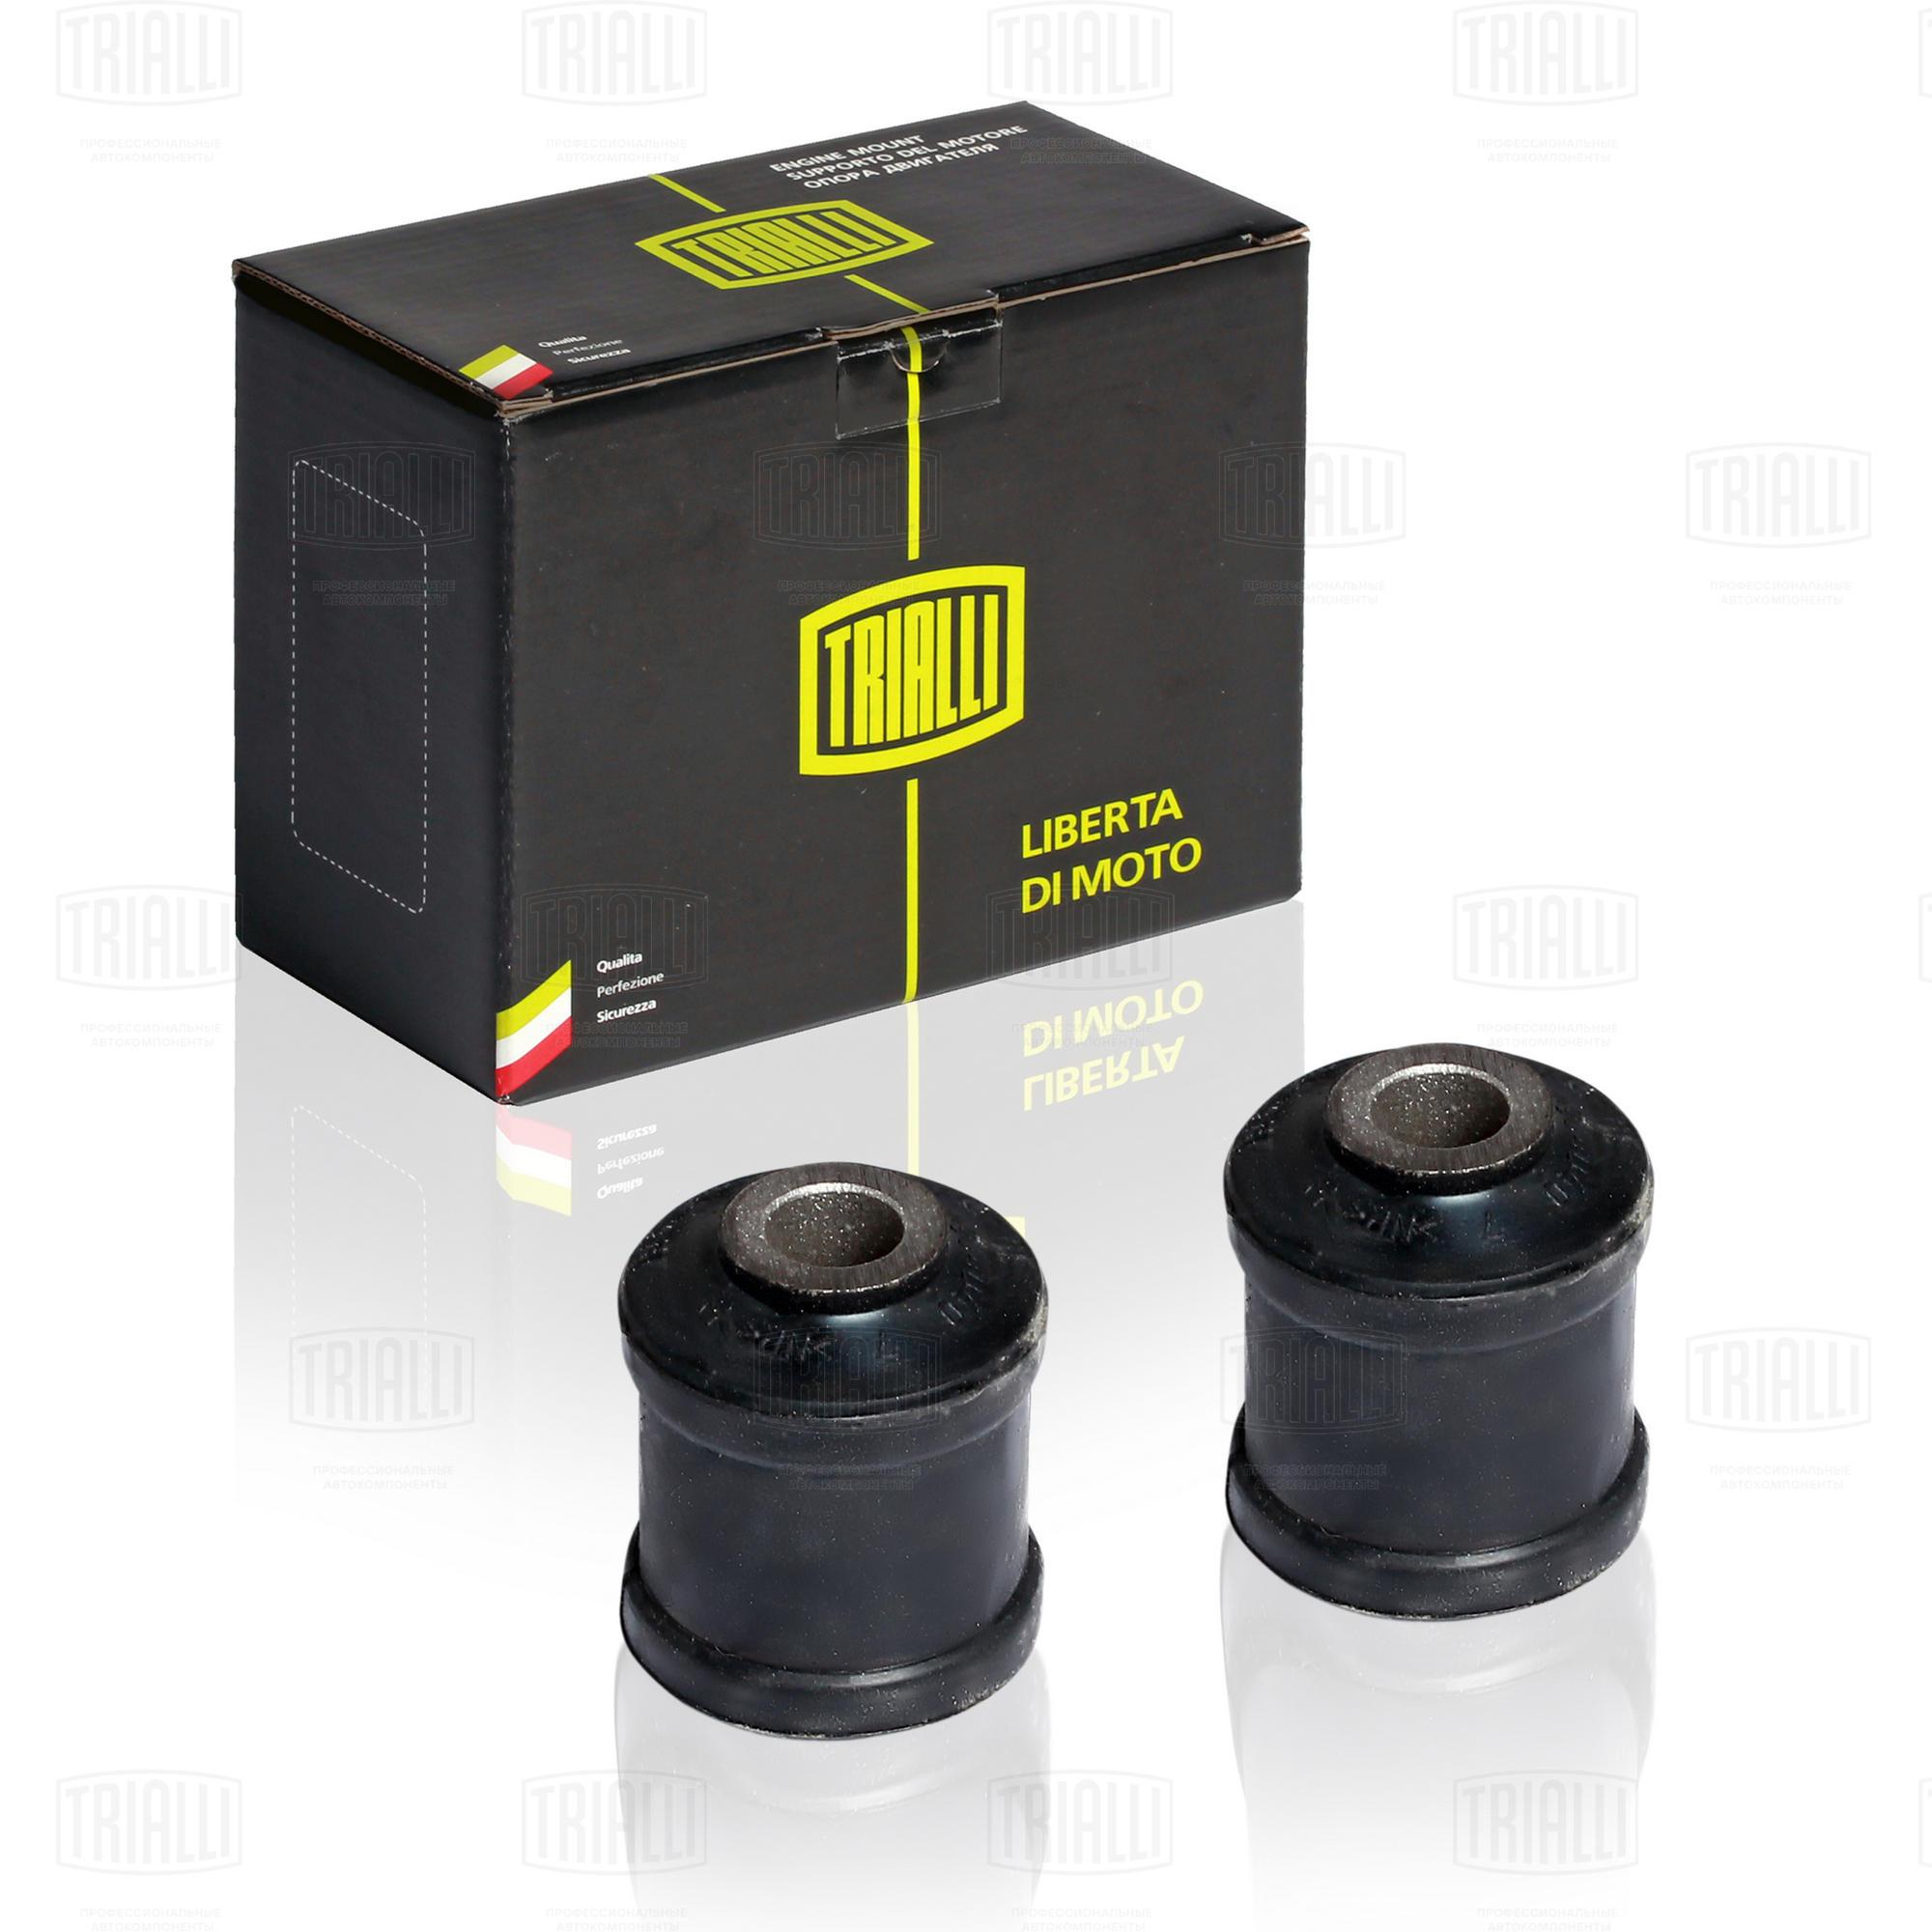 ENGINE MOUNT
SUPPORTO DEL MOTORE
ОПОРА ДВИГАТЕЛЯ
TRIALLI
Qualita
Perfezione
Sicurezza
TRIALLI
LIBERTA
DI MOTO
Qualita
Perfezione
Sicurezza
TRIALLI
ПРОФЕССИОНАЛЬНЫЕ
АВТОКОМПОНЕНТЫ